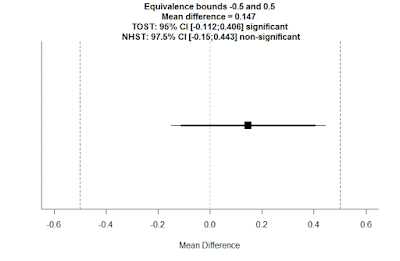 Equivalence bounds -0.5 and 0.5
Mean difference = 0.147
TOST: 95% CI [-0.112;0.406] significant
NHST: 97.5% CI [-0.15;0.443] non-significant
-0.6 -0.4 -0.2 0.0 0.2 0.4 0.6
Mean Difference